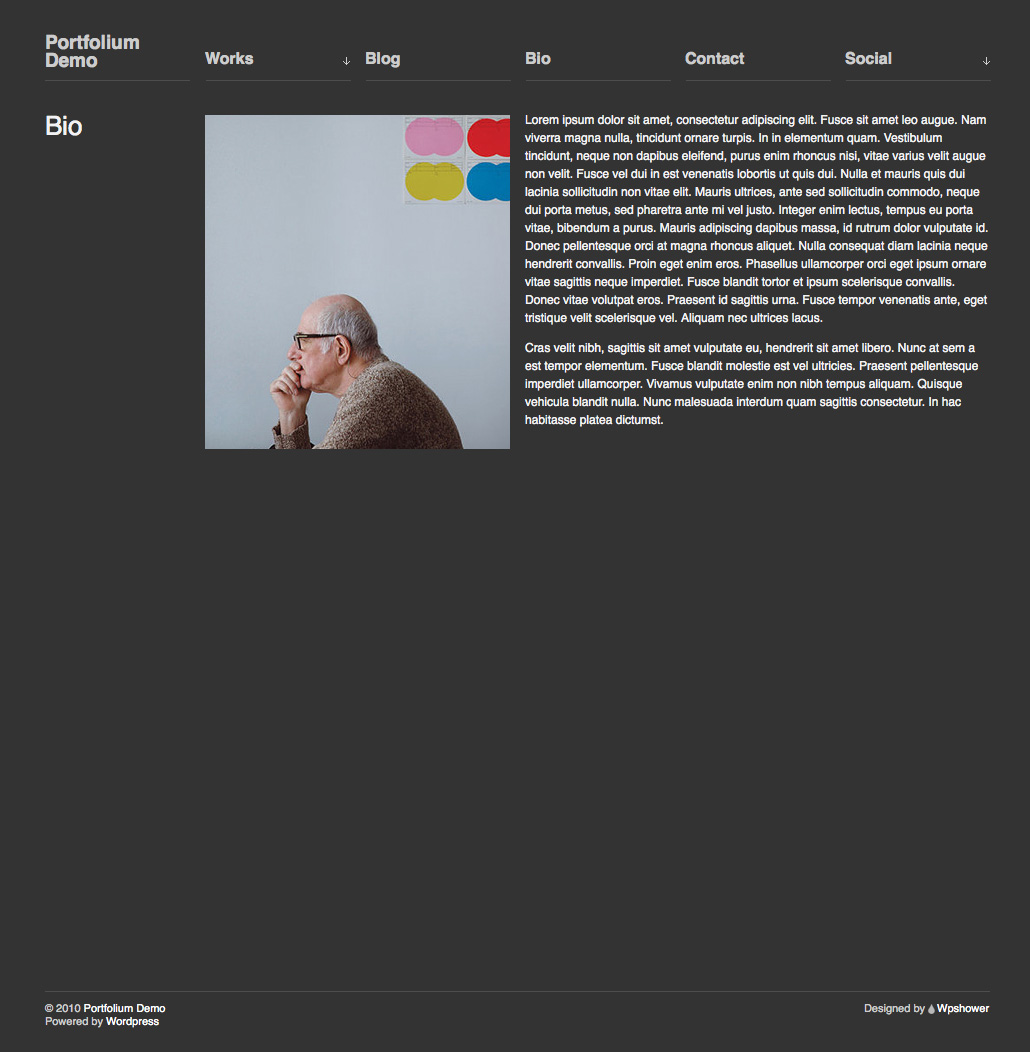 Portfolium
Demo
Works ↓
Blog
Bio
Contact
Social ↓
Bio
Lorem ipsum dolor sit amet, consectetur adipiscing elit. Fusce sit amet leo augue. Nam
viverra magna nulla, tincidunt ornare turpis. In in elementum quam. Vestibulum
tincidunt, neque non dapibus eleifend, purus enim rhoncus nisi, vitae varius velit augue
non velit. Fusce vel dui in est venenatis lobortis ut quis dui. Nulla et mauris quis dui
lacinia sollicitudin non vitae elit. Mauris ultrices, ante sed sollicitudin commodo, neque
dui porta metus, sed pharetra ante mi vel justo. Integer enim lectus, tempus eu porta
vitae, bibendum a purus. Mauris adipiscing dapibus massa, id rutrum dolor vulputate id.
Donec pellentesque orci at magna rhoncus aliquet. Nulla consequat diam lacinia neque
hendrerit convallis. Proin eget enim eros. Phasellus ullamcorper orci eget ipsum ornare
vitae sagittis neque imperdiet. Fusce blandit tortor et ipsum scelerisque convallis.
Donec vitae volutpat eros. Praesent id sagittis urna. Fusce tempor venenatis ante, eget
tristique velit scelerisque vel. Aliquam nec ultrices lacus.
Cras velit nibh, sagittis sit amet vulputate eu, hendrerit sit amet libero. Nunc at sem a
est tempor elementum. Fusce blandit molestie est vel ultricies. Praesent pellentesque
imperdiet ullamcorper. Vivamus vulputate enim non nibh tempus aliquam. Quisque
vehicula blandit nulla. Nunc malesuada interdum quam sagittis consectetur. In hac
habitasse platea dictumst.
© 2010 Portfolium Demo
Powered by Wordpress
Designed by Wpshower